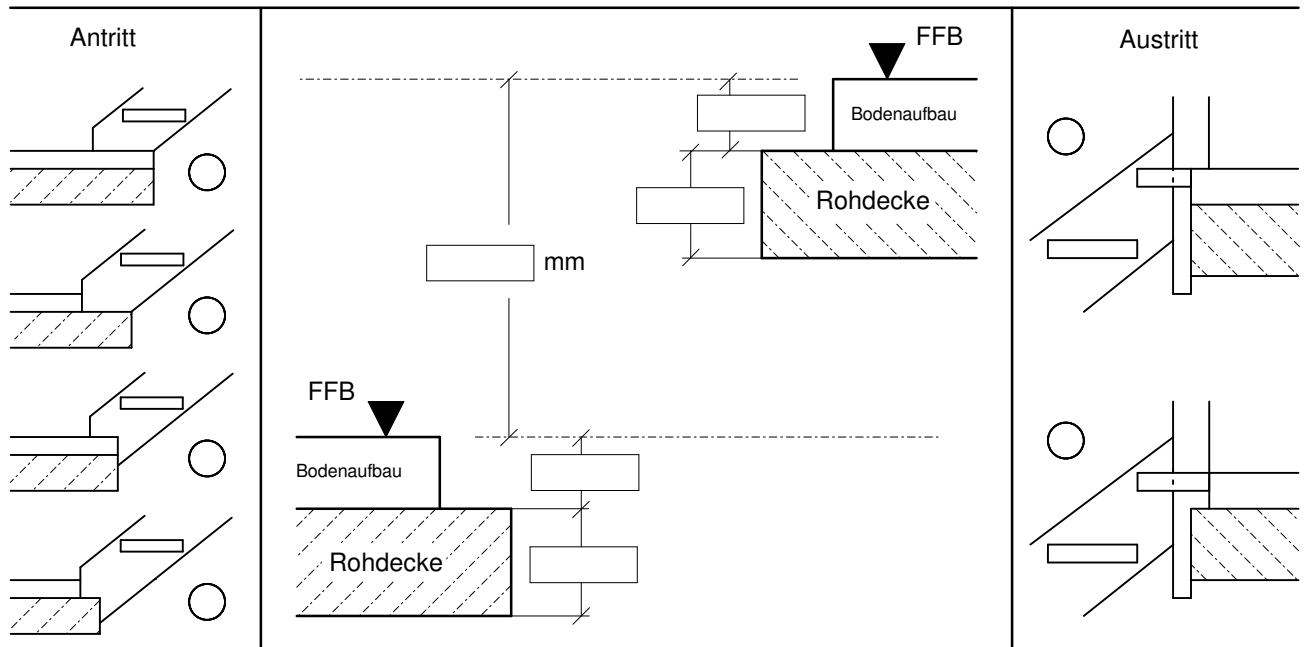 Antritt
FFB
Bodenaufbau
Rohdecke
mm
FFB
Bodenaufbau
Rohdecke
Austritt